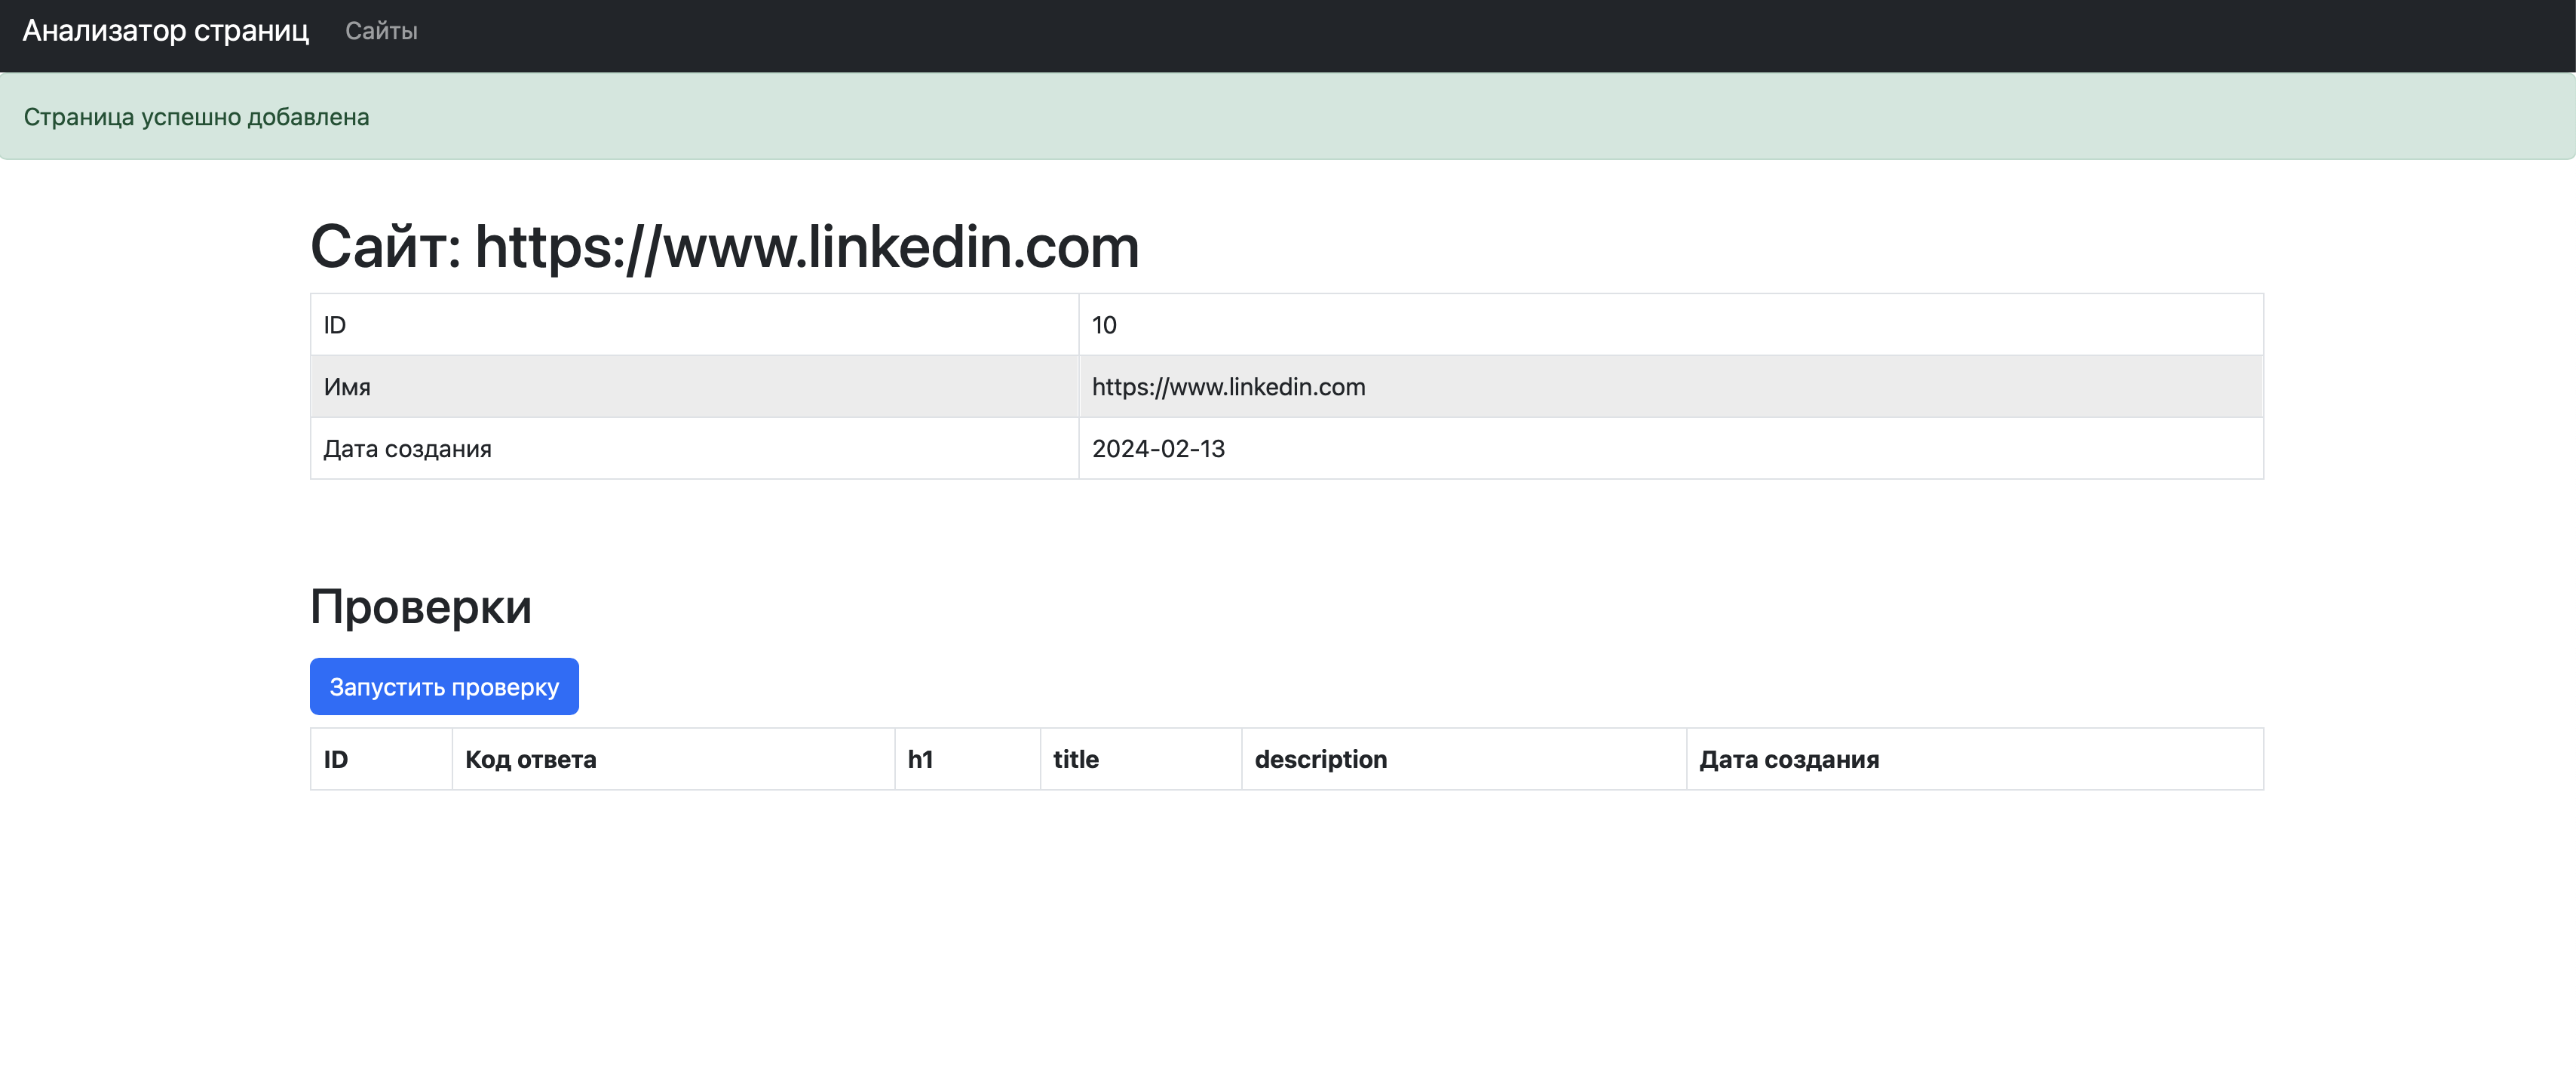 Анализатор страниц Сайты
Страница успешно добавлена
Сайт: https://www.linkedin.com
ID 10
Имя https://www.linkedin.com
Дата создания 2024-02-13
Проверки
Запустить проверку
ID Код ответа h1 title description Дата создания